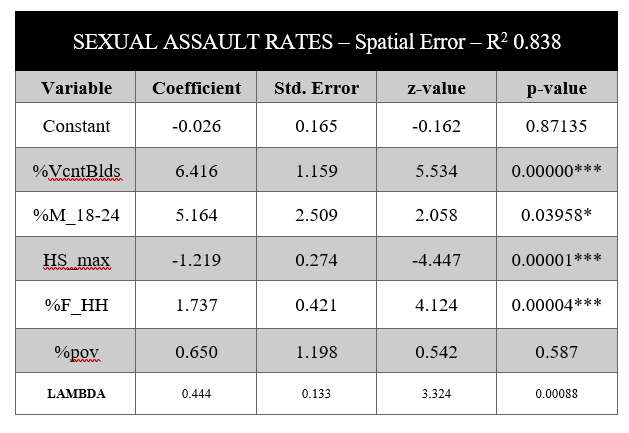 SEXUAL ASSAULT RATES – Spatial Error – R² 0.838
Variable Coefficient Std. Error z-value p-value
Constant -0.026 0.165 -0.162 0.87135
%VcntBlds 6.416 1.159 5.534 0.00000***
%M_18-24 5.164 2.509 2.058 0.03958*
HS_max -1.219 0.274 -4.447 0.00001***
%F_HH 1.737 0.421 4.124 0.00004***
%pov 0.650 1.198 0.542 0.587
LAMBDA 0.444 0.133 3.324 0.00088